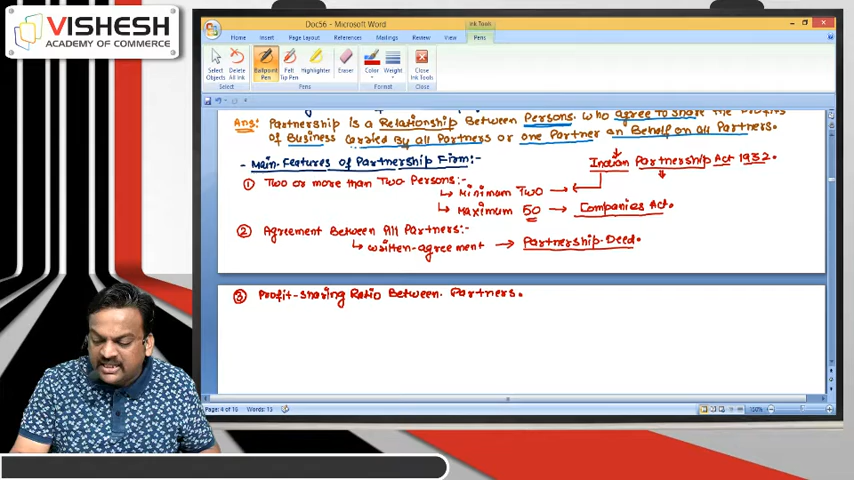 VISHESH
ACADEMY OF COMMERCE
Doc56 - Microsoft Word
Ink Tools
Home Insert Page Layout References Mailings Review View Pens
Select Objects
Delete All Ink
Ballpoint Pen
Felt Tip Pen
Highlighter
Eraser
Color
Weight
Close Ink Tools
Select Pens Format Close
Ans: Partnership is a Relationship Between Persons who agree to share the Profits
of Business carried by all Partners or one Partner an Behalf on all Partners.
- Main Features of Partnership Firm:-
Indian Partnership Act 1932.
① Two or more than Two Persons:-
↳ Minimum Two →
↳ Maximum 50 → Companies Act.
② Agreement Between All Partners:-
↳ written-agreement → Partnership-Deed.
③ Profit-sharing Ratio Between Partners.
Page: 4 of 15 Words: 13
150%